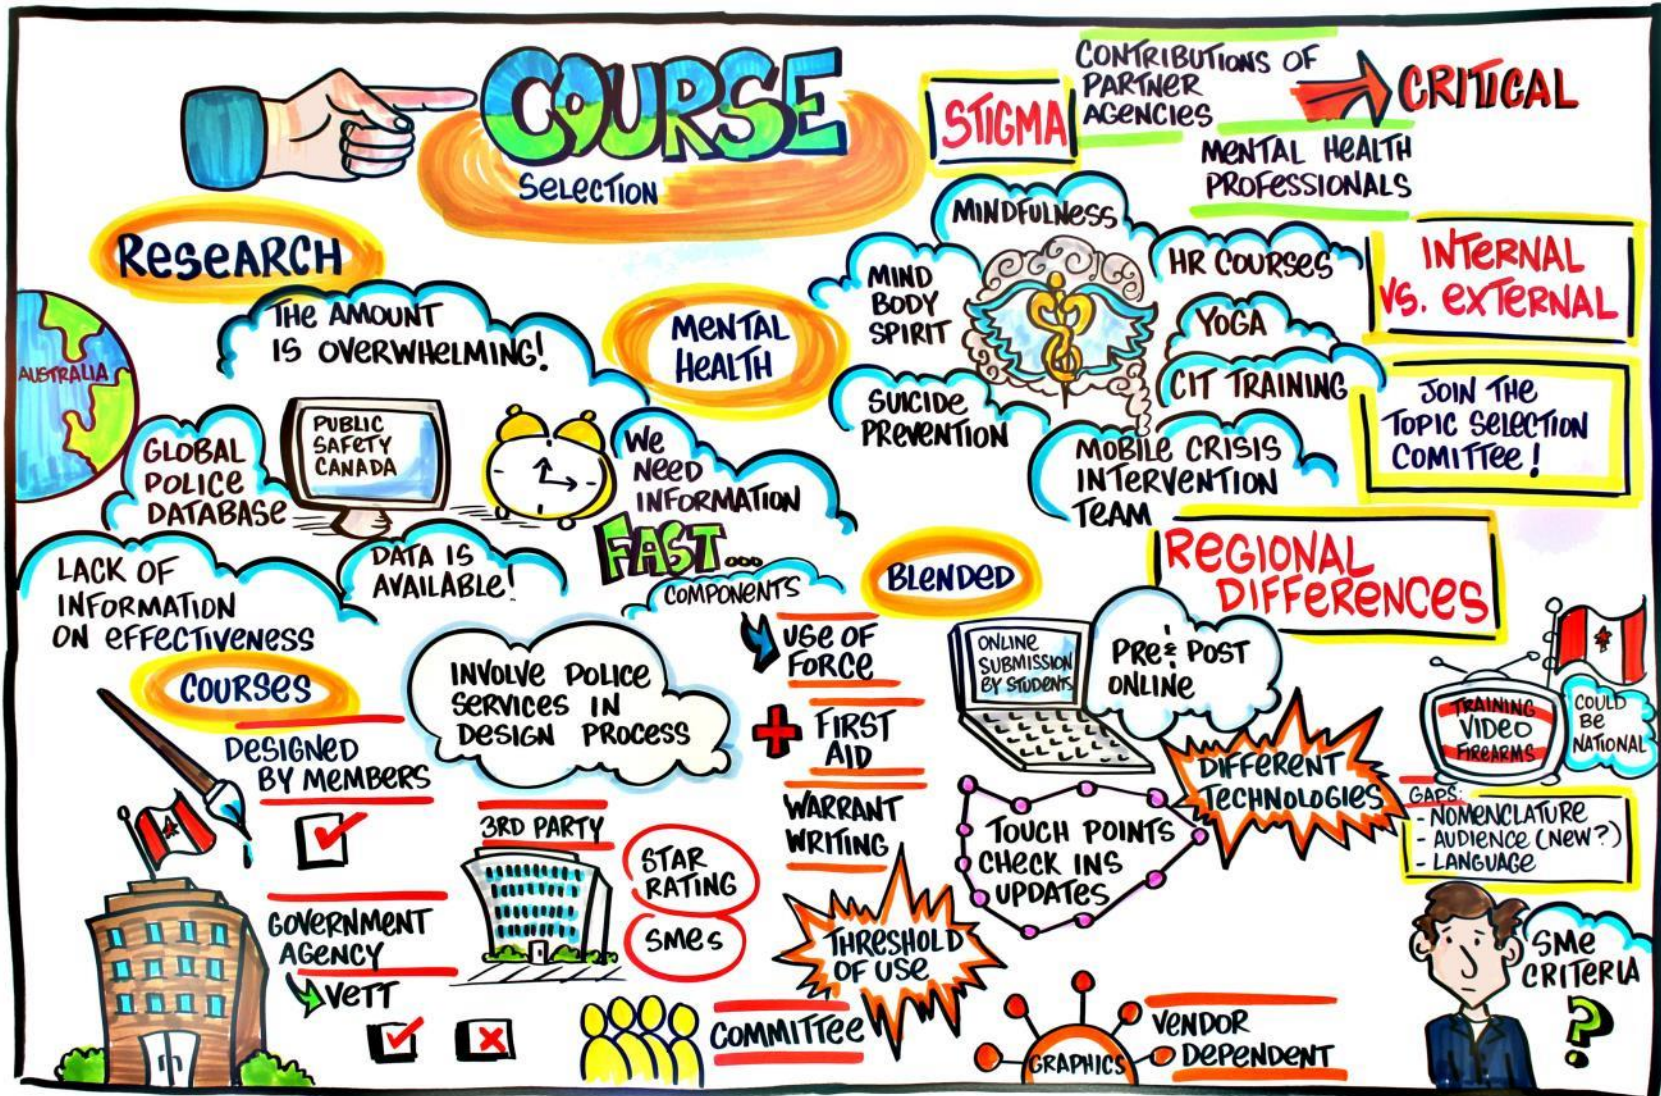 COURSE
SELECTION
STIGMA
CONTRIBUTIONS OF
PARTNER
AGENCIES
CRITICAL
MENTAL HEALTH
PROFESSIONALS
RESEARCH
THE AMOUNT
IS OVERWHELMING!
AUSTRALIA
GLOBAL
POLICE
DATABASE
PUBLIC
SAFETY
CANADA
DATA IS
AVAILABLE!
LACK OF
INFORMATION
ON EFFECTIVENESS
WE
NEED
INFORMATION
FAST...
MENTAL
HEALTH
MINDFULNESS
MIND
BODY
SPIRIT
SUICIDE
PREVENTION
HR COURSES
YOGA
CIT TRAINING
MOBILE CRISIS
INTERVENTION
TEAM
INTERNAL
VS. EXTERNAL
JOIN THE
TOPIC SELECTION
COMITTEE!
COURSES
DESIGNED
BY MEMBERS
GOVERNMENT
AGENCY
VETT
INVOLVE POLICE
SERVICES IN
DESIGN PROCESS
3RD PARTY
STAR
RATING
SMES
COMMITTEE
COMPONENTS
USE OF
FORCE
FIRST
AID
WARRANT
WRITING
THRESHOLD
OF USE
BLENDED
ONLINE
SUBMISSION
BY STUDENTS
PRE & POST
ONLINE
TOUCH POINTS
CHECK INS
UPDATES
DIFFERENT
TECHNOLOGIES
GRAPHICS
VENDOR
DEPENDENT
REGIONAL
DIFFERENCES
TRAINING
VIDEO
FIREARMS
COULD
BE
NATIONAL
GAPS:
- NOMENCLATURE
- AUDIENCE (NEW?)
- LANGUAGE
SME
CRITERIA
?